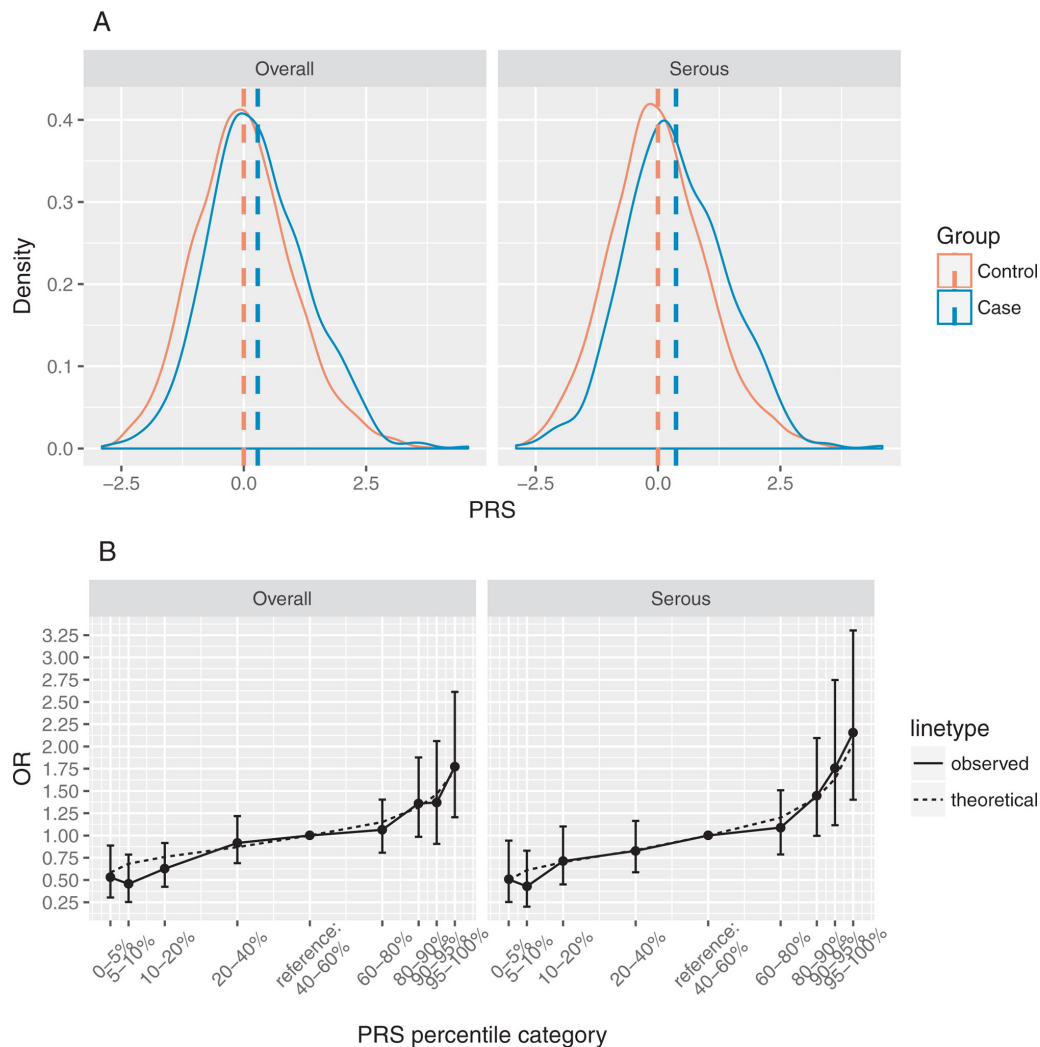 A
Overall
Serous
0.4
0.3
0.2
0.1
0.0
Density
−2.5
0.0
2.5
−2.5
0.0
2.5
PRS
Group
Control
Case
B
Overall
Serous
3.25
3.00
2.75
2.50
2.25
2.00
1.75
1.50
1.25
1.00
0.75
0.50
0.25
OR
0−5%
5−10%
10−20%
20−40%
reference:
40−60%
60−80%
80−90%
90−95%
95−100%
0−5%
5−10%
10−20%
20−40%
reference:
40−60%
60−80%
80−90%
90−95%
95−100%
PRS percentile category
linetype
observed
theoretical